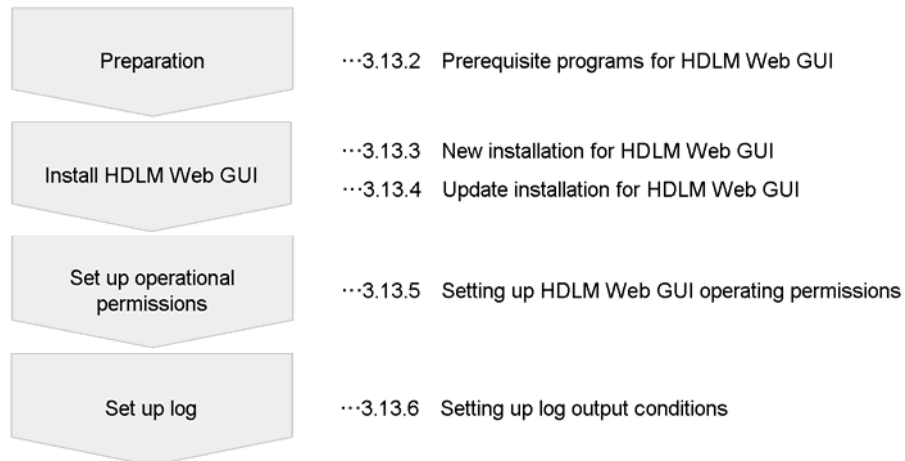 Preparation ···3.13.2 Prerequisite programs for HDLM Web GUI
Install HDLM Web GUI ···3.13.3 New installation for HDLM Web GUI
···3.13.4 Update installation for HDLM Web GUI
Set up operational
permissions ···3.13.5 Setting up HDLM Web GUI operating permissions
Set up log ···3.13.6 Setting up log output conditions